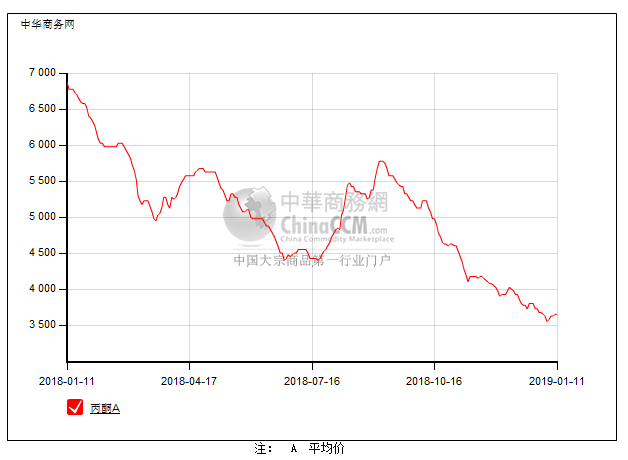 中华商务网
7 000
6 500
6 000
5 500
5 000
4 500
4 000
3 500
中華商務網
ChinaCCM.com
China Commodity Marketplace
中国大宗商品第一行业门户
2018-01-11 2018-04-17 2018-07-16 2018-10-16 2019-01-11
丙酮A
注： A 平均价